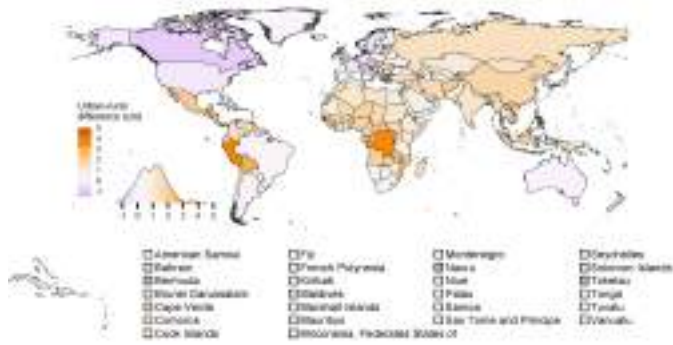 Urban-rural
difference (cm)
American Samoa
Bahrain
Bermuda
Brunei Darussalam
Cape Verde
Comoros
Cook Islands
Fiji
French Polynesia
Kiribati
Maldives
Marshall Islands
Mauritius
Micronesia, Federated States of
Montenegro
Nauru
Niue
Palau
Samoa
Sao Tome and Principe
Seychelles
Solomon Islands
Tokelau
Tonga
Tuvalu
Vanuatu